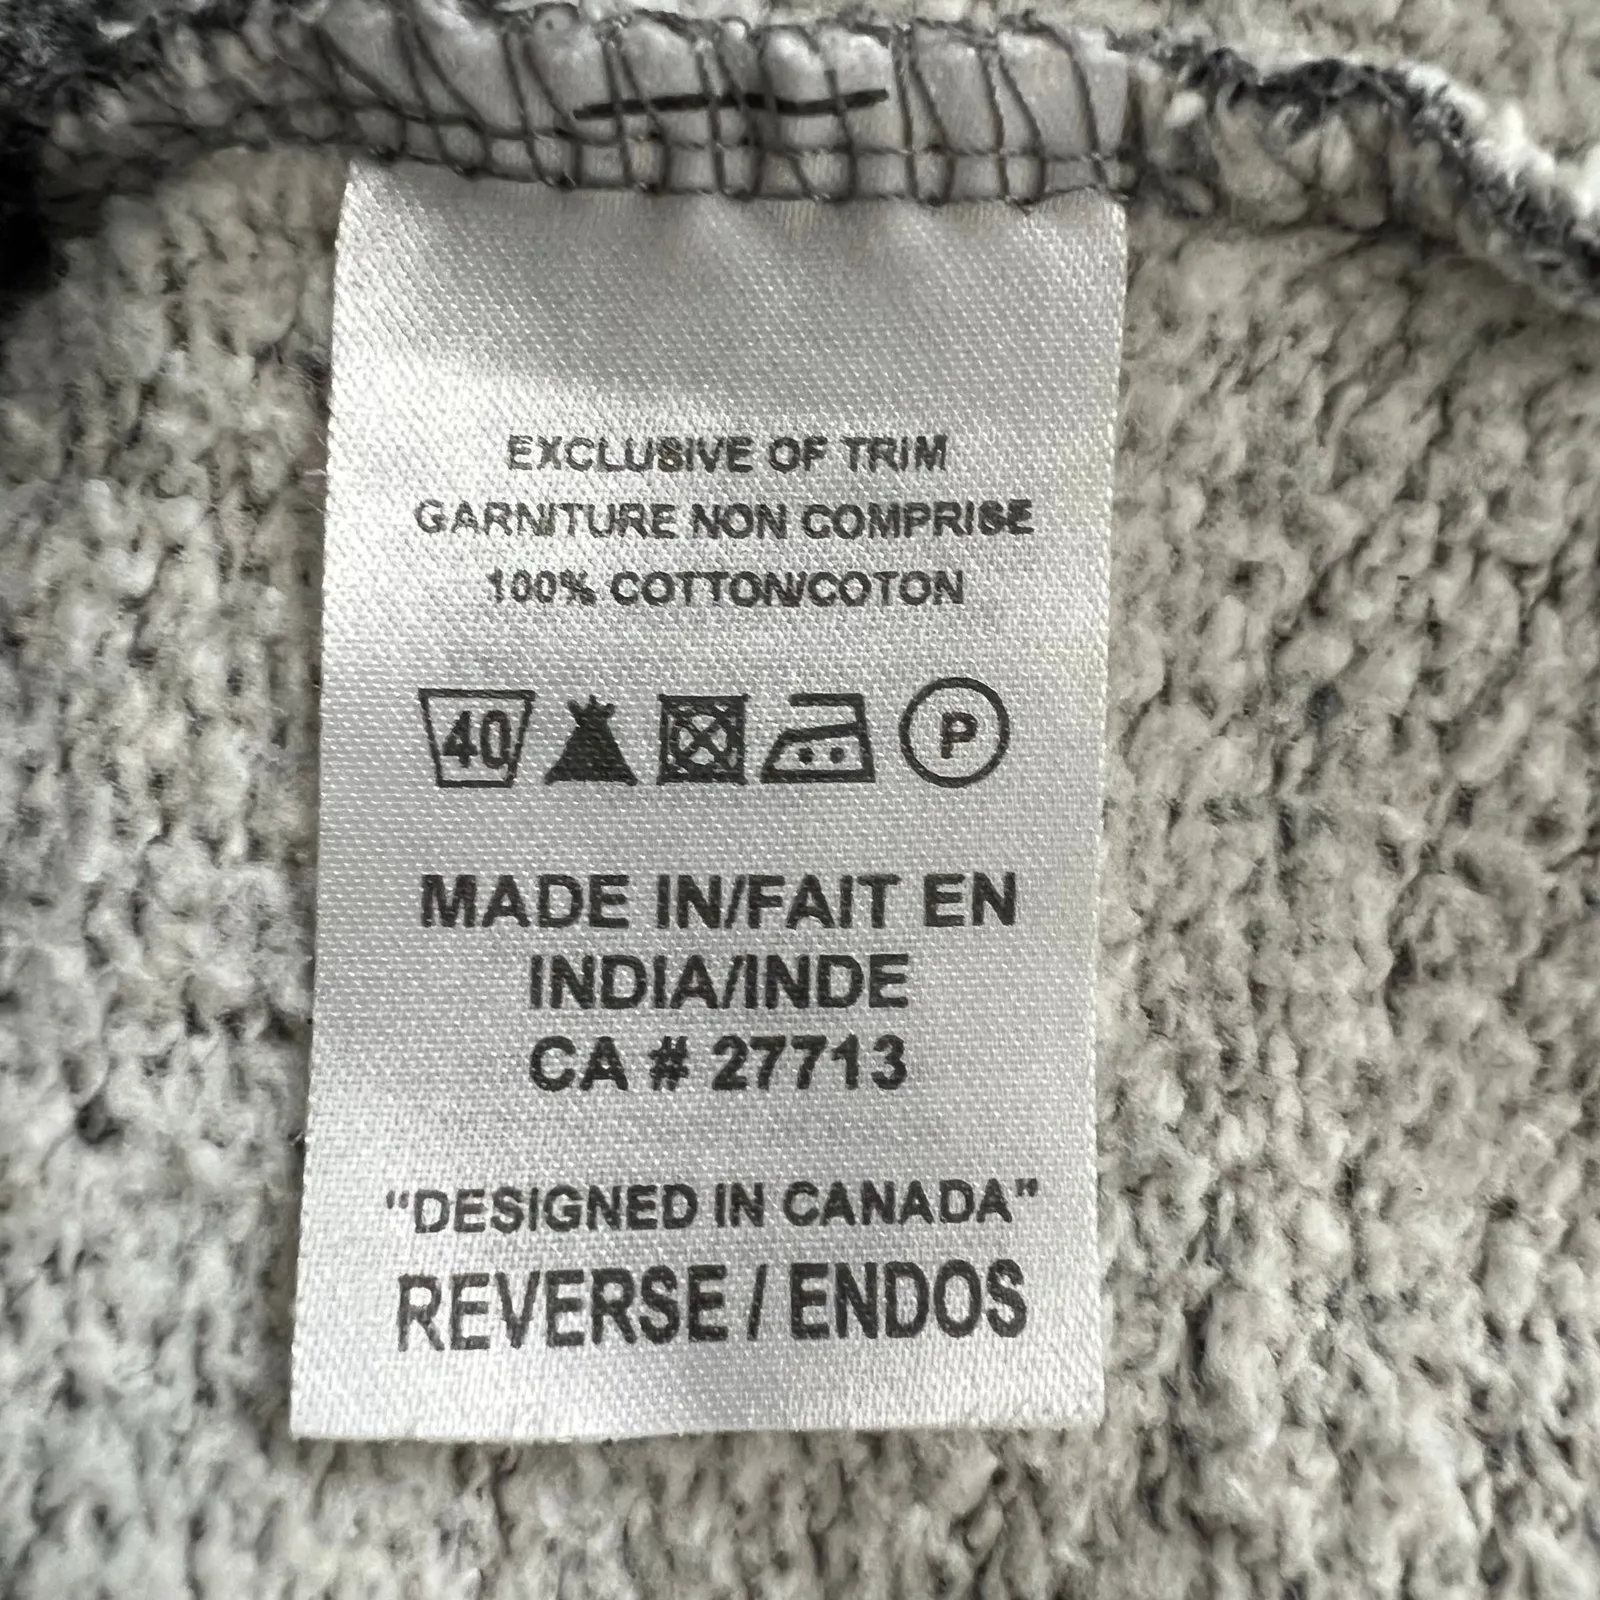 EXCLUSIVE OF TRIM
GARNITURE NON COMPRISE
100% COTTON/COTON
40 P
MADE IN/FAIT EN
INDIA/INDE
CA # 27713
“DESIGNED IN CANADA”
REVERSE / ENDOS